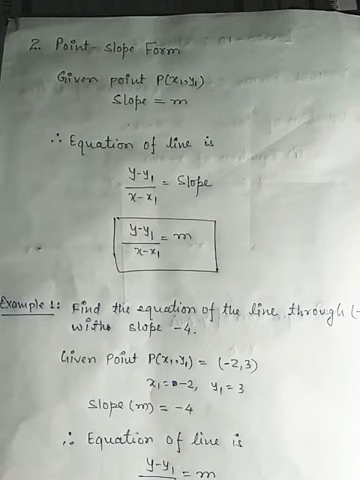 2. Point-slope Form
Given point P(x₁,y₁)
Slope = m
∴ Equation of line is
y-y₁/x-x₁ = Slope
y-y₁/x-x₁ = m
Example 1: Find the equation of the line through (-
with slope -4.
Given Point P(x₁,y₁) = (-2,3)
x₁=-2, y₁=3
Slope(m) = -4
∴ Equation of line is
y-y₁ = m